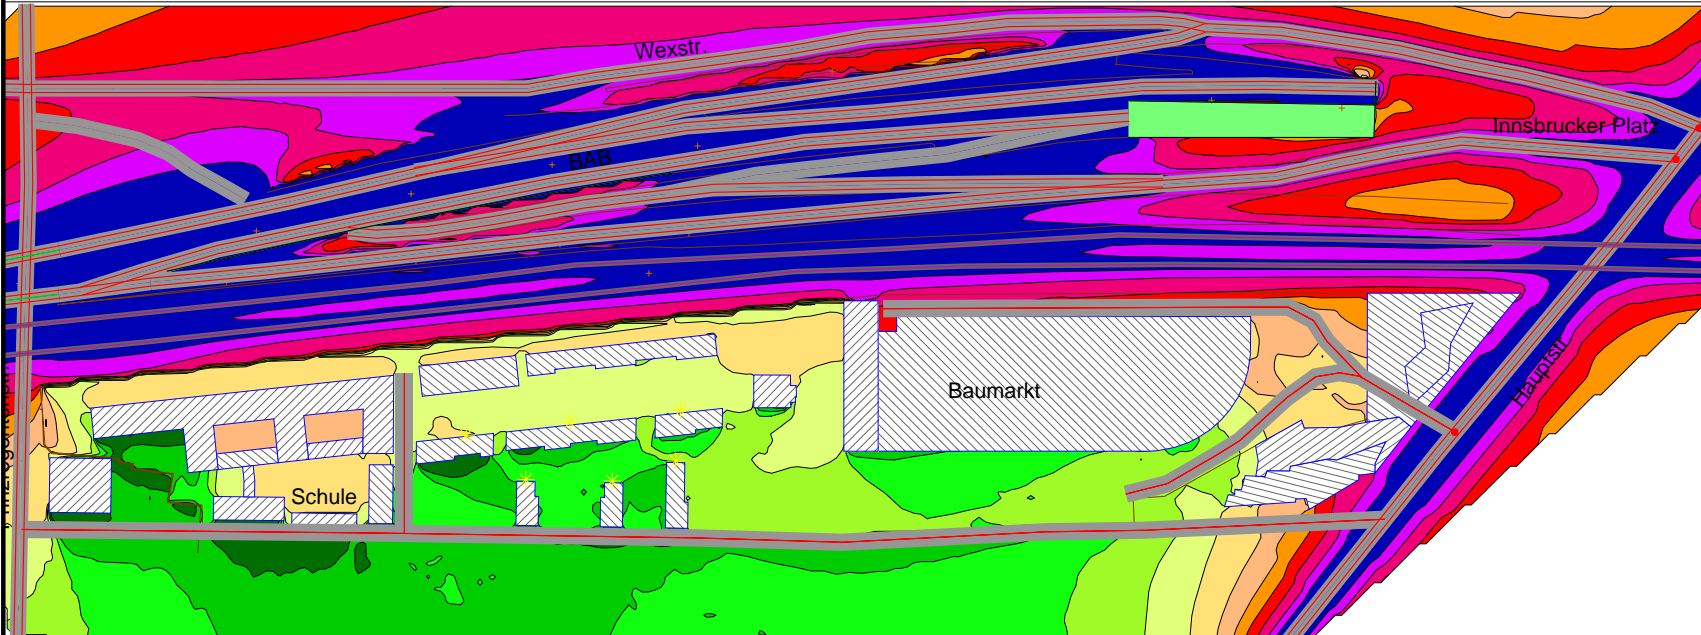 Wexstr.
Innsbrucker Platz
BAB
Baumarkt
Hauptstr.
Schule